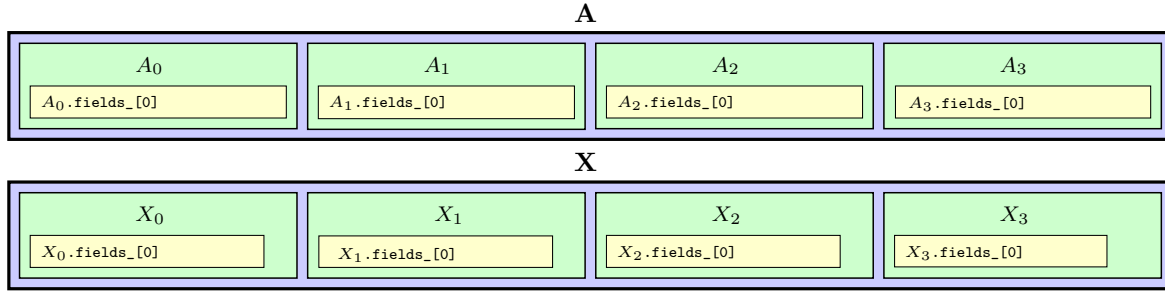 A
A₀ A₁ A₂ A₃
A₀.fields_[0] A₁.fields_[0] A₂.fields_[0] A₃.fields_[0]
X
X₀ X₁ X₂ X₃
X₀.fields_[0] X₁.fields_[0] X₂.fields_[0] X₃.fields_[0]